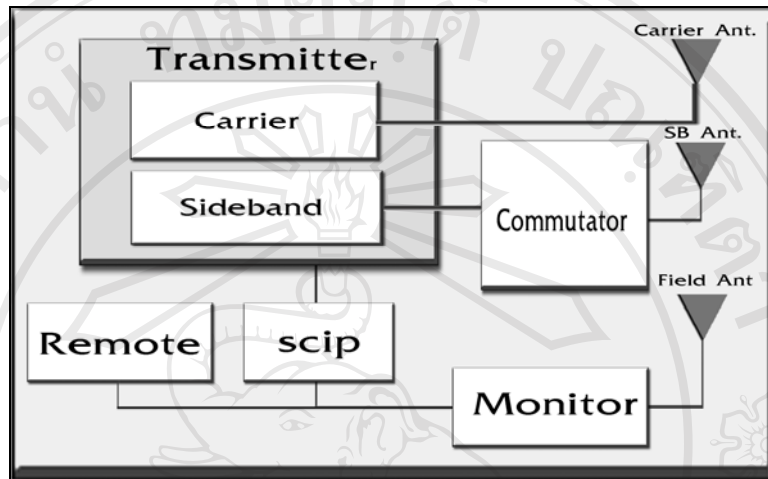 Transmitter
Carrier Ant.
Carrier
SB Ant.
Sideband
Commutator
Field Ant
Remote
scip
Monitor